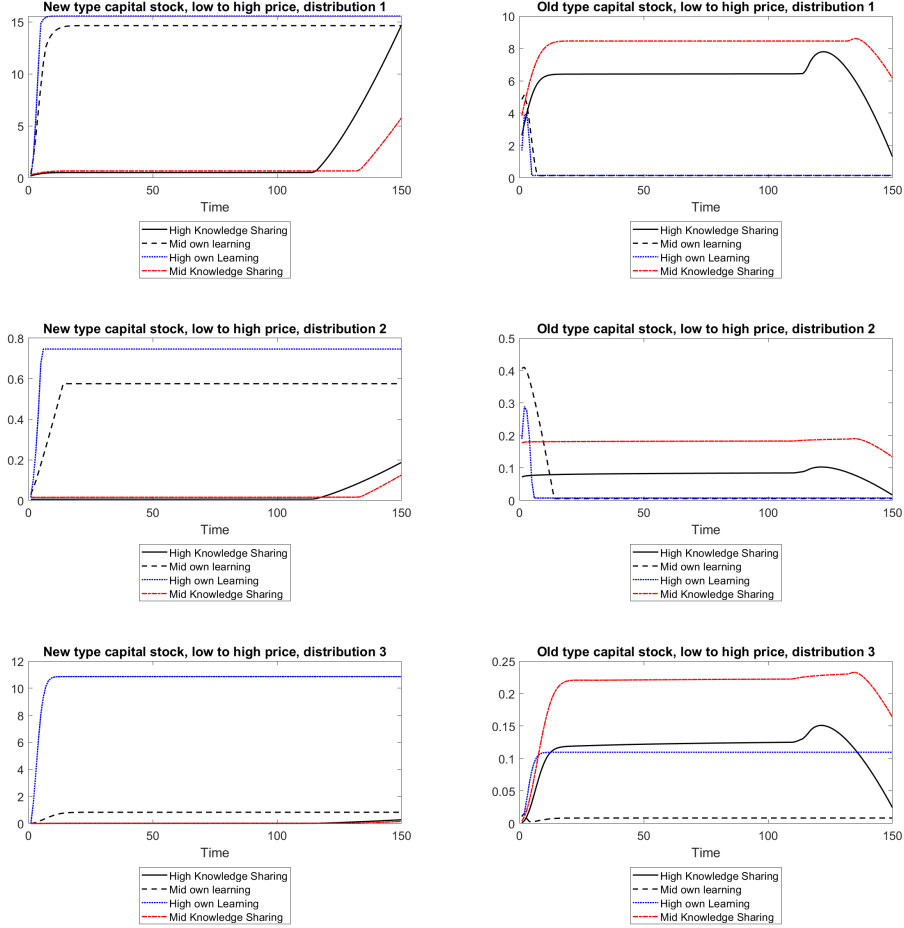 New type capital stock, low to high price, distribution 1
15
10
5
0
0
50
100
150
Time
High Knowledge Sharing
Mid own learning
High own Learning
Mid Knowledge Sharing
Old type capital stock, low to high price, distribution 1
10
8
6
4
2
0
0
50
100
150
Time
High Knowledge Sharing
Mid own learning
High own Learning
Mid Knowledge Sharing
New type capital stock, low to high price, distribution 2
0.8
0.6
0.4
0.2
0
0
50
100
150
Time
High Knowledge Sharing
Mid own learning
High own Learning
Mid Knowledge Sharing
Old type capital stock, low to high price, distribution 2
0.5
0.4
0.3
0.2
0.1
0
0
50
100
150
Time
High Knowledge Sharing
Mid own learning
High own Learning
Mid Knowledge Sharing
New type capital stock, low to high price, distribution 3
12
10
8
6
4
2
0
0
50
100
150
Time
High Knowledge Sharing
Mid own learning
High own Learning
Mid Knowledge Sharing
Old type capital stock, low to high price, distribution 3
0.25
0.2
0.15
0.1
0.05
0
0
50
100
150
Time
High Knowledge Sharing
Mid own learning
High own Learning
Mid Knowledge Sharing